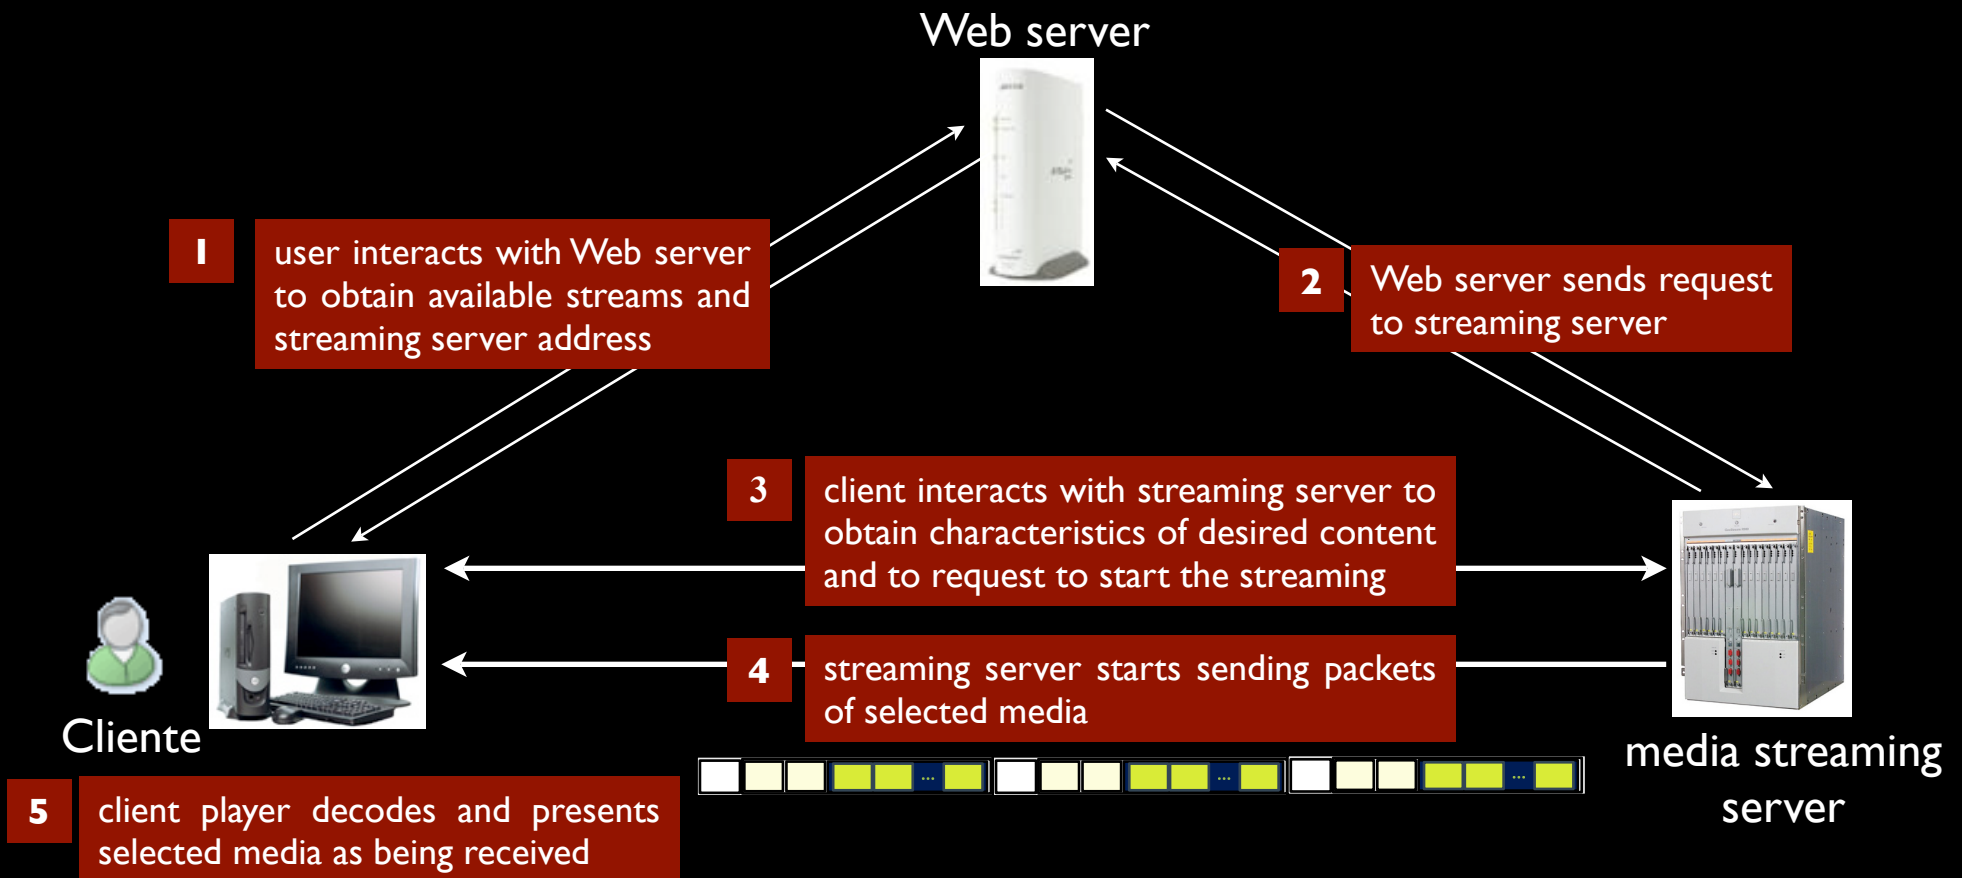 Web server
1
user interacts with Web server
to obtain available streams and
streaming server address
2
Web server sends request
to streaming server
3
client interacts with streaming server to
obtain characteristics of desired content
and to request to start the streaming
4
streaming server starts sending packets
of selected media
Cliente
media streaming
server
...
...
...
5
client player decodes and presents
selected media as being received